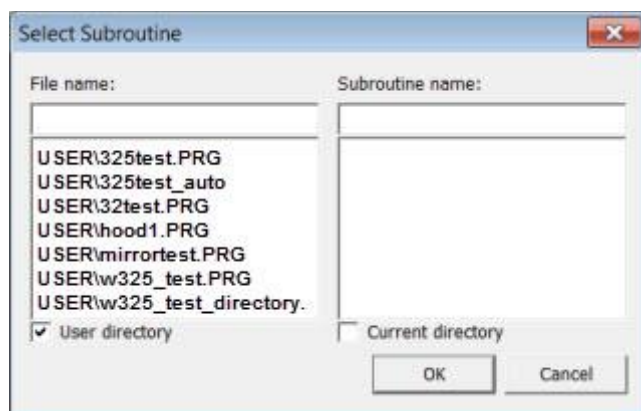 Select Subroutine
File name:
Subroutine name:
USER\325test.PRG
USER\325test_auto
USER\32test.PRG
USER\hood1.PRG
USER\mirrortest.PRG
USER\w325_test.PRG
USER\w325_test_directory.
User directory
Current directory
OK
Cancel